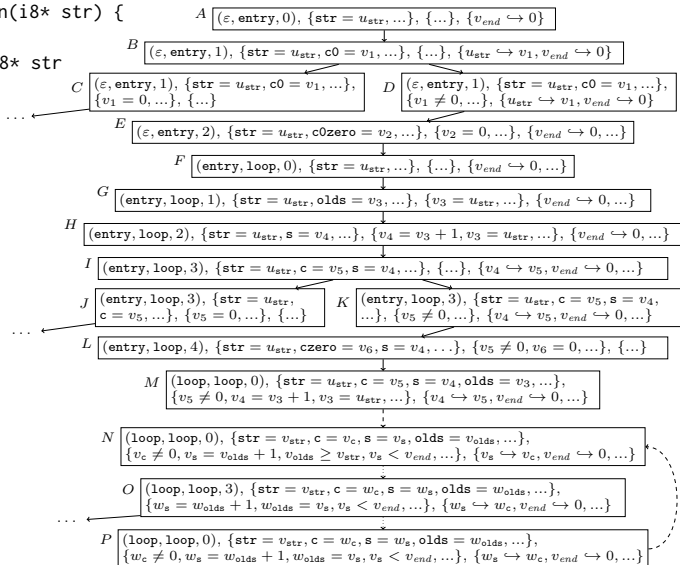 n(i8* str) {
8* str
A (ε, entry, 0), {str = u_str, ...}, {...}, {v_end ↪ 0}
B (ε, entry, 1), {str = u_str, c0 = v_1, ...}, {...}, {u_str ↪ v_1, v_end ↪ 0}
C (ε, entry, 1), {str = u_str, c0 = v_1, ...},
{v_1 = 0, ...}, {...}
D (ε, entry, 1), {str = u_str, c0 = v_1, ...},
{v_1 ≠ 0, ...}, {u_str ↪ v_1, v_end ↪ 0}
...
E (ε, entry, 2), {str = u_str, c0zero = v_2, ...}, {v_2 = 0, ...}, {v_end ↪ 0, ...}
F (entry, loop, 0), {str = u_str, ...}, {...}, {v_end ↪ 0, ...}
G (entry, loop, 1), {str = u_str, olds = v_3, ...}, {v_3 = u_str, ...}, {v_end ↪ 0, ...}
H (entry, loop, 2), {str = u_str, s = v_4, ...}, {v_4 = v_3 + 1, v_3 = u_str, ...}, {v_end ↪ 0, ...}
I (entry, loop, 3), {str = u_str, c = v_5, s = v_4, ...}, {...}, {v_4 ↪ v_5, v_end ↪ 0, ...}
J (entry, loop, 3), {str = u_str,
c = v_5, ...}, {v_5 = 0, ...}, {...}
K (entry, loop, 3), {str = u_str, c = v_5, s = v_4,
...}, {v_5 ≠ 0, ...}, {v_4 ↪ v_5, v_end ↪ 0, ...}
...
L (entry, loop, 4), {str = u_str, czero = v_6, s = v_4, ...}, {v_5 ≠ 0, v_6 = 0, ...}, {...}
M (loop, loop, 0), {str = u_str, c = v_5, s = v_4, olds = v_3, ...},
{v_5 ≠ 0, v_4 = v_3 + 1, v_3 = u_str, ...}, {v_4 ↪ v_5, v_end ↪ 0, ...}
N (loop, loop, 0), {str = v_str, c = v_c, s = v_s, olds = v_olds, ...},
{v_c ≠ 0, v_s = v_olds + 1, v_olds ≥ v_str, v_s < v_end, ...}, {v_s ↪ v_c, v_end ↪ 0, ...}
O (loop, loop, 3), {str = v_str, c = w_c, s = w_s, olds = w_olds, ...},
{w_s = w_olds + 1, w_olds = v_s, v_s < v_end, ...}, {w_s ↪ w_c, v_end ↪ 0, ...}
...
P (loop, loop, 0), {str = v_str, c = w_c, s = w_s, olds = w_olds, ...},
{w_c ≠ 0, w_s = w_olds + 1, w_olds = v_s, v_s < v_end, ...}, {w_s ↪ w_c, v_end ↪ 0, ...}